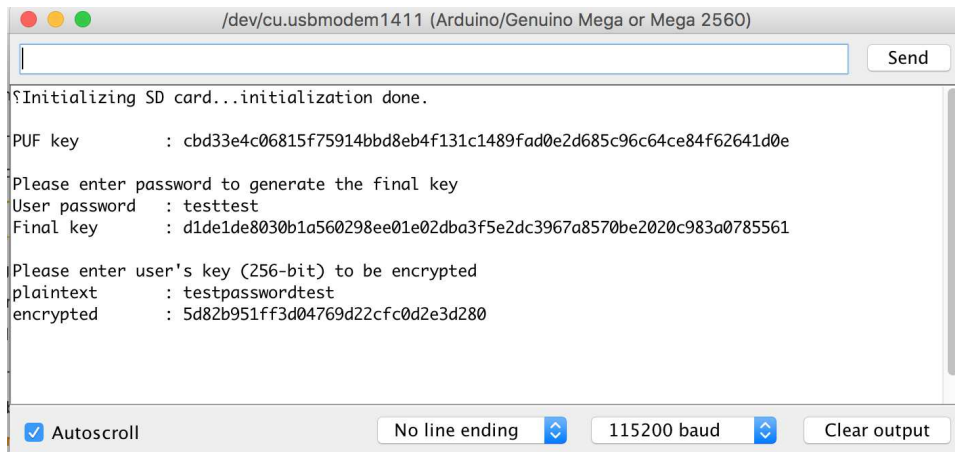 /dev/cu.usbmodem1411 (Arduino/Genuino Mega or Mega 2560)
Send
⸮Initializing SD card...initialization done.
PUF key : cbd33e4c06815f75914bbd8eb4f131c1489fad0e2d685c96c64ce84f62641d0e
Please enter password to generate the final key
User password : testtest
Final key : d1de1de8030b1a560298ee01e02dba3f5e2dc3967a8570be2020c983a0785561
Please enter user's key (256-bit) to be encrypted
plaintext : testpasswordtest
encrypted : 5d82b951ff3d04769d22cfc0d2e3d280
Autoscroll No line ending 115200 baud Clear output